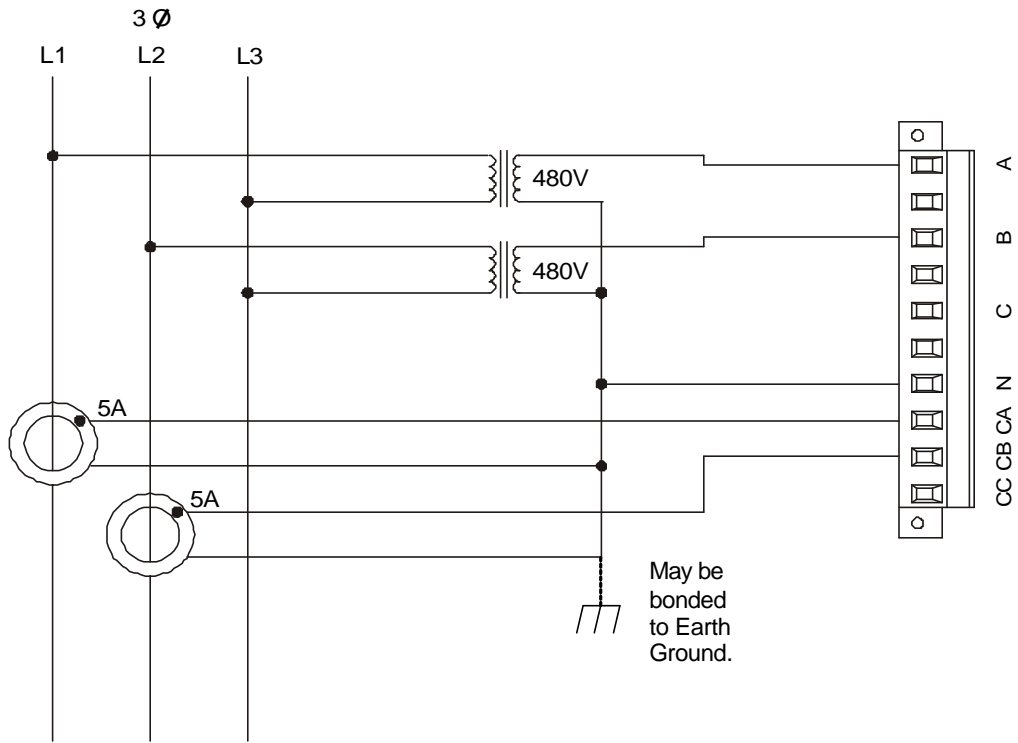 3 Ø
L1 L2 L3
480V
A
B
480V
C
N
5A
CA
CB
5A
CC
May be
bonded
to Earth
Ground.